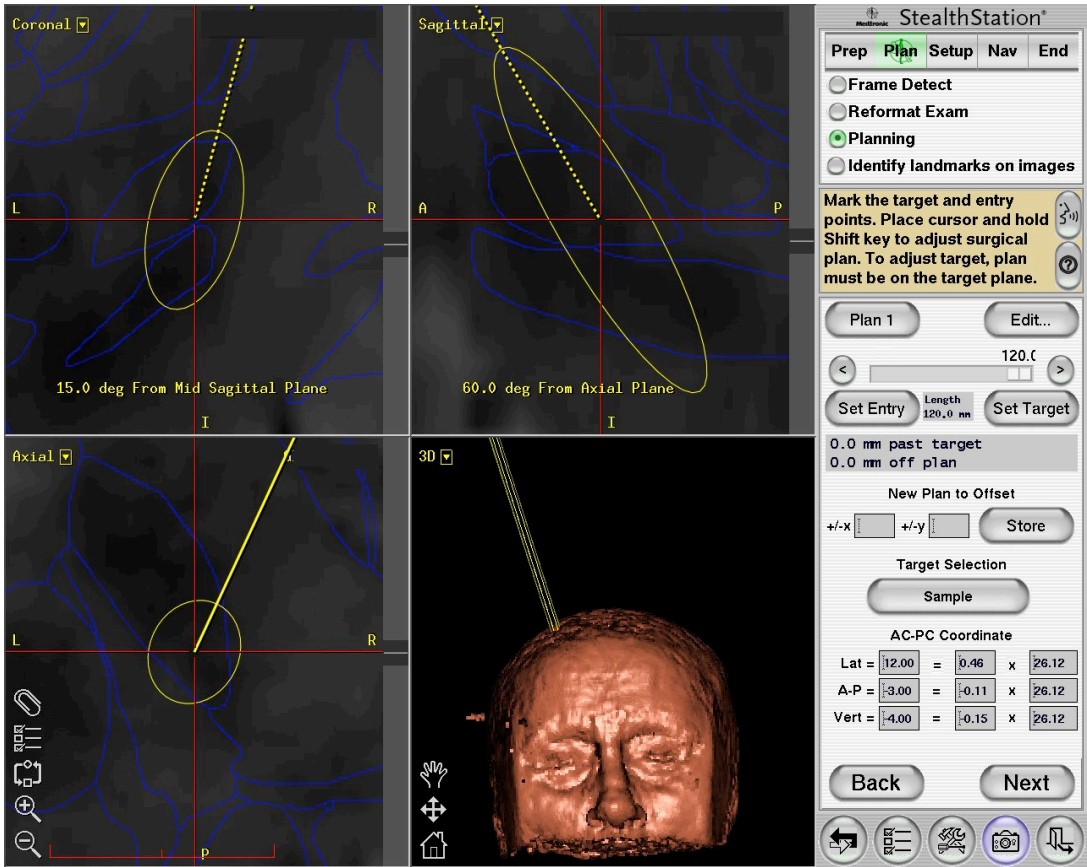 Coronal
L
R
15.0 deg From Mid Sagittal Plane
I
Sagittal
A
P
60.0 deg From Axial Plane
I
Axial
L
R
P
3D
Medtronic
StealthStation®
Prep Plan Setup Nav End
Frame Detect
Reformat Exam
Planning
Identify landmarks on images
Mark the target and entry
points. Place cursor and hold
Shift key to adjust surgical
plan. To adjust target, plan
must be on the target plane.
?
Plan 1 Edit...
120.0
< >
Set Entry Length 120.0 mm Set Target
0.0 mm past target
0.0 mm off plan
New Plan to Offset
+/-x +/-y Store
Target Selection
Sample
AC-PC Coordinate
Lat = 12.00 = 0.46 x 26.12
A-P = -3.00 = -0.11 x 26.12
Vert = -4.00 = -0.15 x 26.12
Back Next